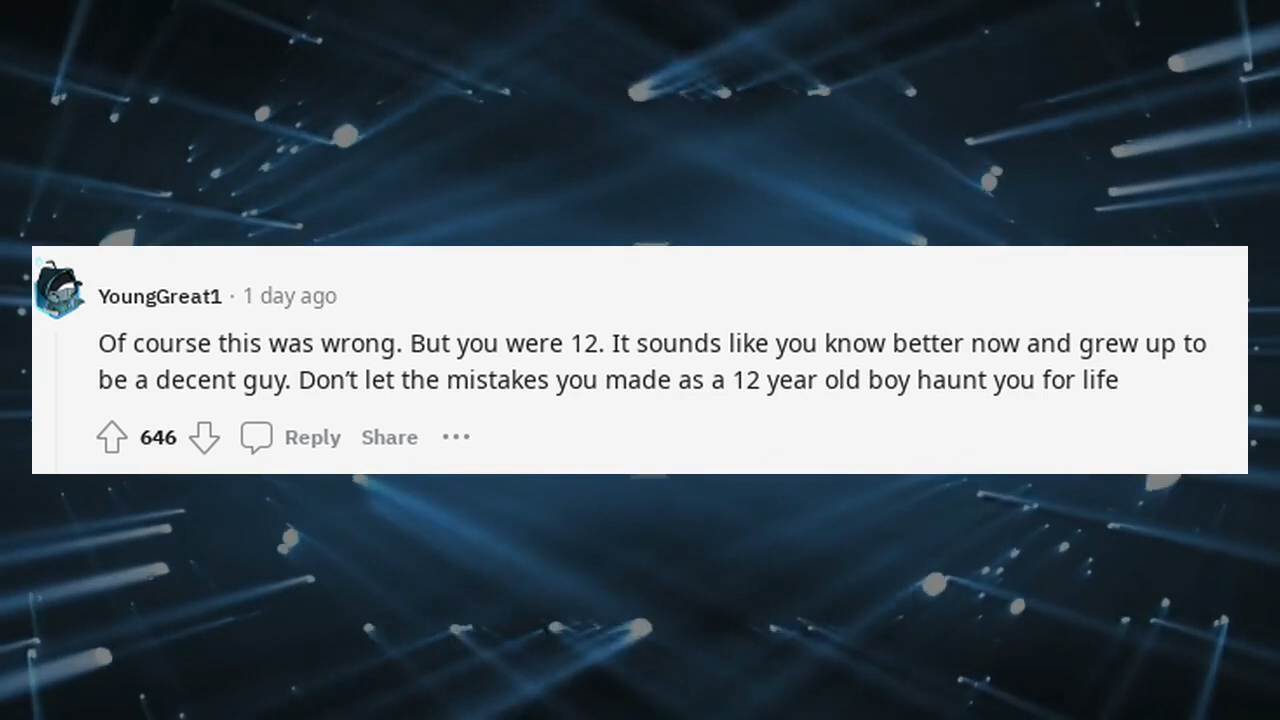 YoungGreat1 · 1 day ago
Of course this was wrong. But you were 12. It sounds like you know better now and grew up to
be a decent guy. Don’t let the mistakes you made as a 12 year old boy haunt you for life
646 Reply Share •••